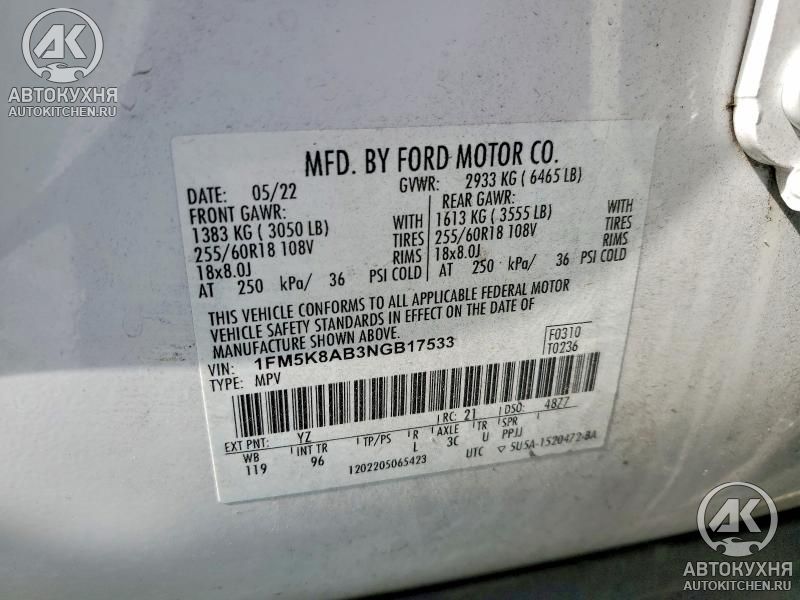 АК
АВТОКУХНЯ
AUTOKITCHEN.RU
MFD. BY FORD MOTOR CO.
DATE: 05/22 GVWR: 2933 KG ( 6465 LB)
FRONT GAWR: REAR GAWR:
1383 KG ( 3050 LB) WITH 1613 KG ( 3555 LB) WITH
255/60R18 108V TIRES 255/60R18 108V TIRES
18x8.0J RIMS 18x8.0J RIMS
AT 250 kPa/ 36 PSI COLD AT 250 kPa/ 36 PSI COLD
THIS VEHICLE CONFORMS TO ALL APPLICABLE FEDERAL MOTOR
VEHICLE SAFETY STANDARDS IN EFFECT ON THE DATE OF
MANUFACTURE SHOWN ABOVE.
VIN: 1FM5K8AB3NGB17533 F0310
TYPE: MPV T0236
RC: 21 DSO: 48Z7
EXT PNT: YZ
WB INT TR TP/PS R AXLE TR SPR
119 96 L 3C U PPJJ
1202205065423 UTC ▽ 5U5A-1520472-BA
АК
АВТОКУХНЯ
AUTOKITCHEN.RU